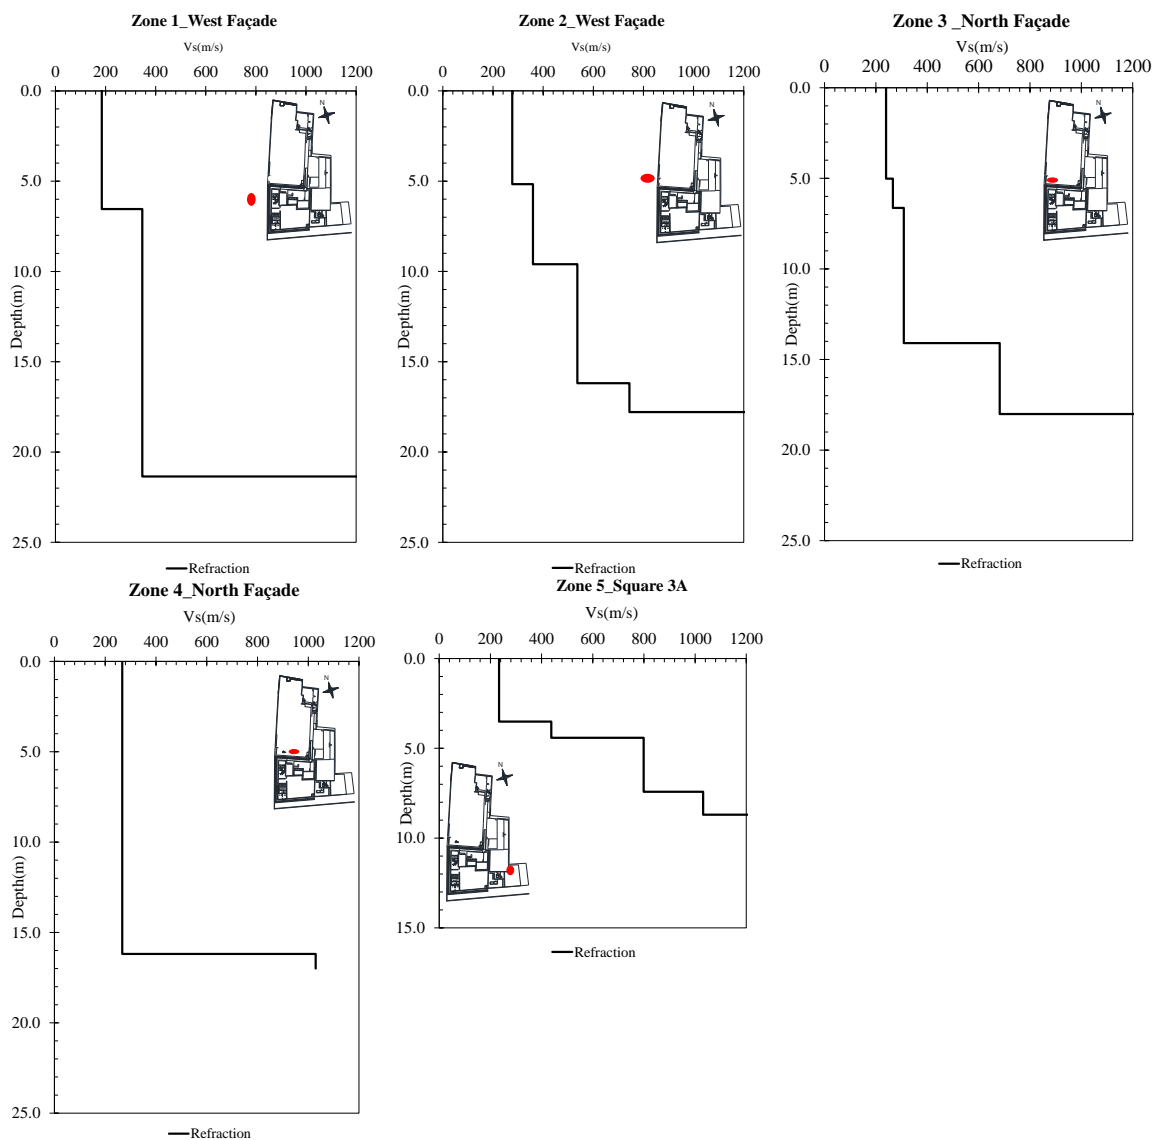 Zone 1_West Façade
Vs(m/s)
0 200 400 600 800 1000 1200
0.0
5.0
10.0
15.0
20.0
25.0
Depth(m)
N
Refraction
Zone 2_West Façade
Vs(m/s)
0 200 400 600 800 1000 1200
0.0
5.0
10.0
15.0
20.0
25.0
Depth(m)
N
Refraction
Zone 3 _North Façade
Vs(m/s)
0 200 400 600 800 1000 1200
0.0
5.0
10.0
15.0
20.0
25.0
Depth(m)
N
Refraction
Zone 4_North Façade
Vs(m/s)
0 200 400 600 800 1000 1200
0.0
5.0
10.0
15.0
20.0
25.0
Depth(m)
N
Refraction
Zone 5_Square 3A
Vs(m/s)
0 200 400 600 800 1000 1200
0.0
5.0
10.0
15.0
Depth(m)
N
Refraction